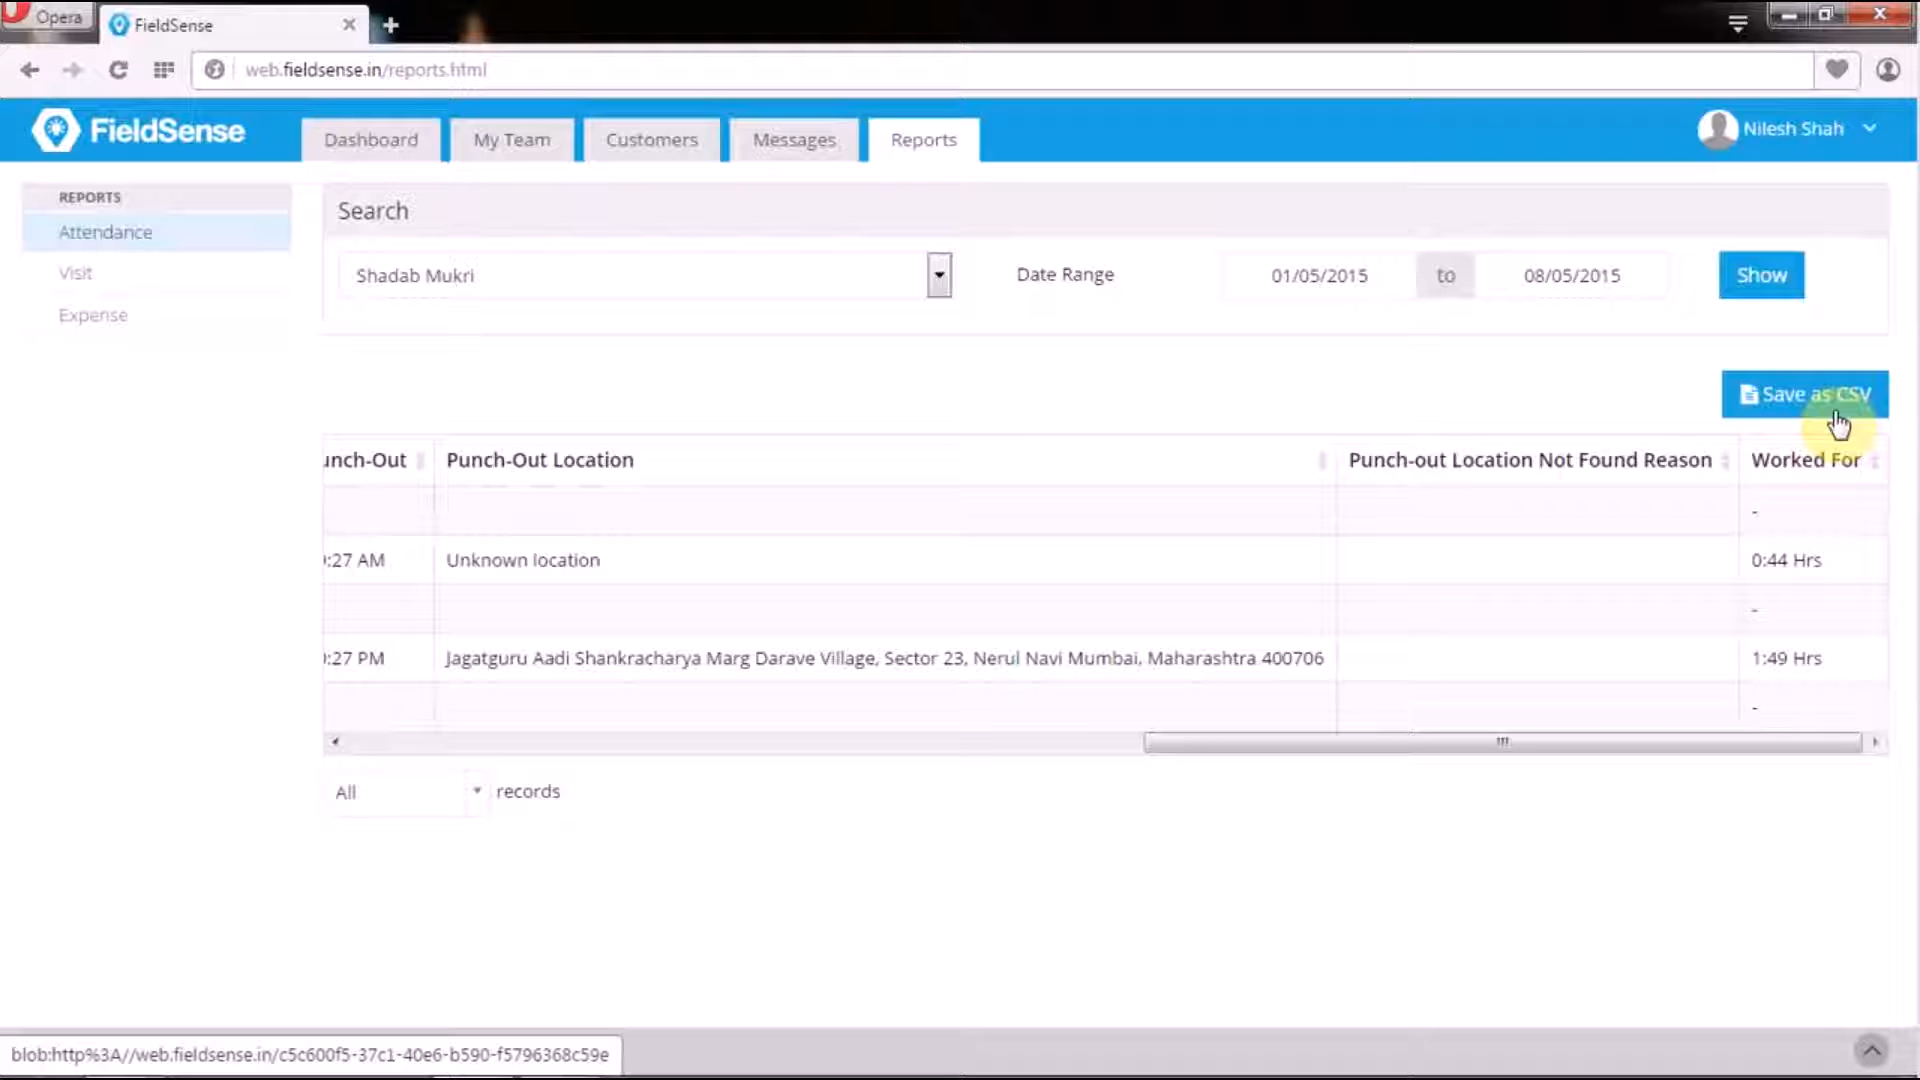 Opera
FieldSense
web.fieldsense.in/reports.html
FieldSense
Dashboard
My Team
Customers
Messages
Reports
Nilesh Shah
REPORTS
Attendance
Visit
Expense
Search
Shadab Mukri
Date Range
01/05/2015
to
08/05/2015
Show
Save as CSV
unch-Out
Punch-Out Location
Punch-out Location Not Found Reason
Worked For
-
:27 AM
Unknown location
0:44 Hrs
-
:27 PM
Jagatguru Aadi Shankracharya Marg Darave Village, Sector 23, Nerul Navi Mumbai, Maharashtra 400706
1:49 Hrs
-
All
records
blob:http%3A//web.fieldsense.in/c5c600f5-37c1-40e6-b590-f5796368c59e